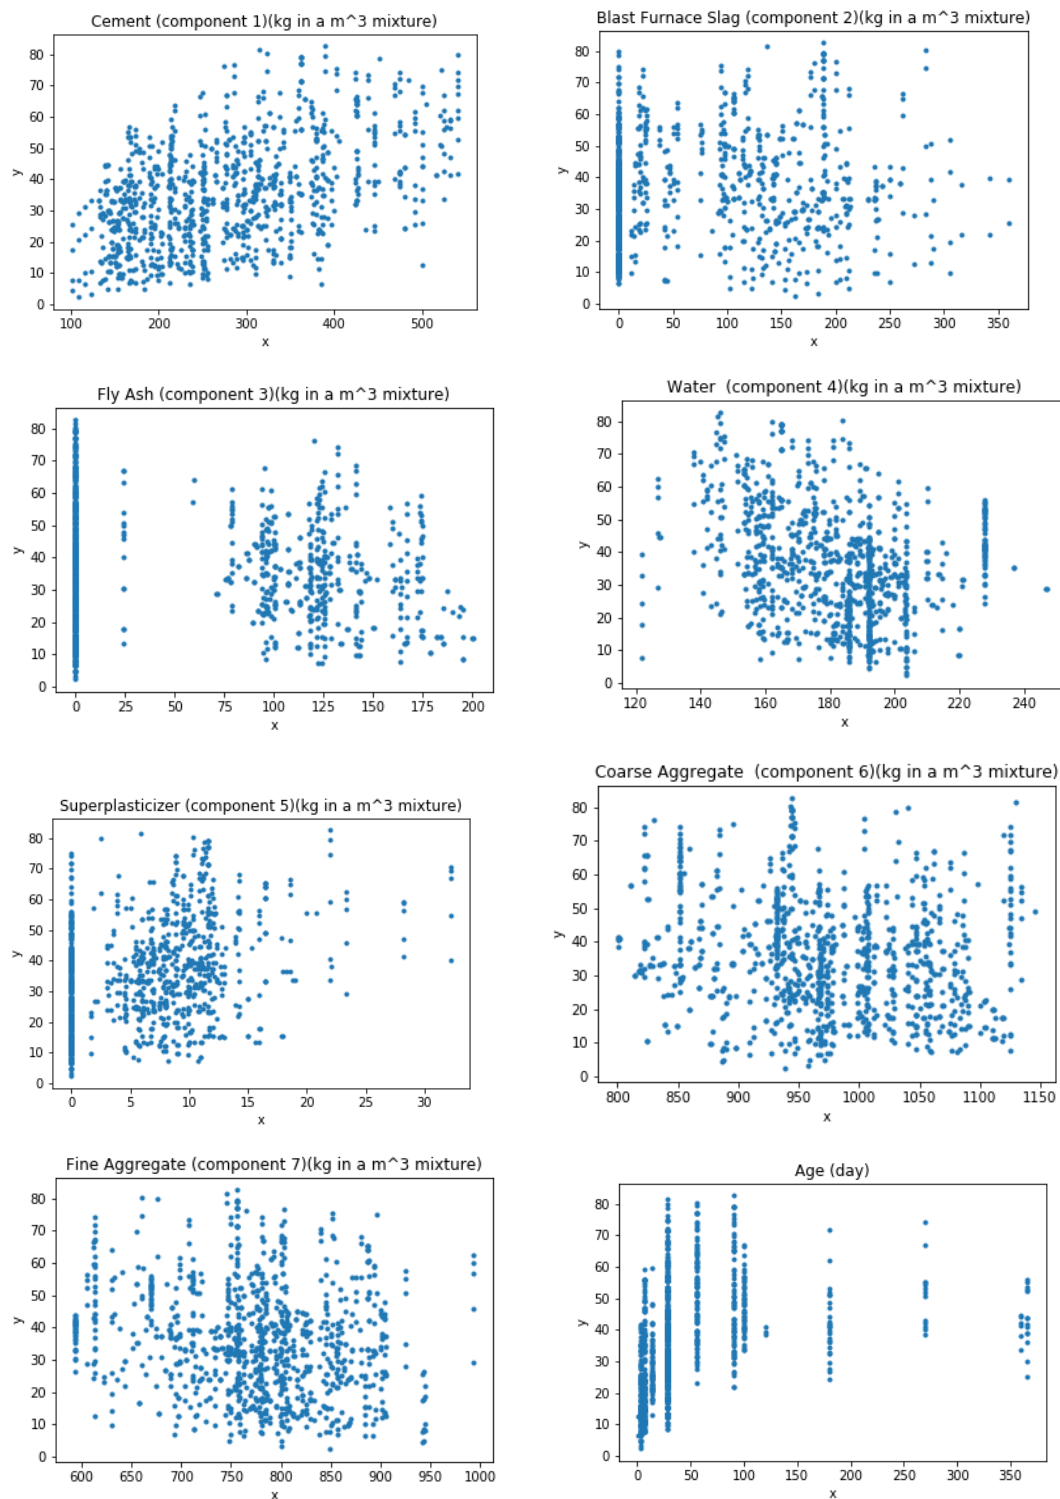 Cement (component 1)(kg in a m^3 mixture)
80
70
60
50
40
30
20
10
0
y
100 200 300 400 500
x
Blast Furnace Slag (component 2)(kg in a m^3 mixture)
80
70
60
50
40
30
20
10
0
y
0 50 100 150 200 250 300 350
x
Fly Ash (component 3)(kg in a m^3 mixture)
80
70
60
50
40
30
20
10
0
y
0 25 50 75 100 125 150 175 200
x
Water (component 4)(kg in a m^3 mixture)
80
70
60
50
40
30
20
10
0
y
120 140 160 180 200 220 240
x
Superplasticizer (component 5)(kg in a m^3 mixture)
80
70
60
50
40
30
20
10
0
y
0 5 10 15 20 25 30
x
Coarse Aggregate (component 6)(kg in a m^3 mixture)
80
70
60
50
40
30
20
10
0
y
800 850 900 950 1000 1050 1100 1150
x
Fine Aggregate (component 7)(kg in a m^3 mixture)
80
70
60
50
40
30
20
10
0
y
600 650 700 750 800 850 900 950 1000
x
Age (day)
80
70
60
50
40
30
20
10
0
y
0 50 100 150 200 250 300 350
x